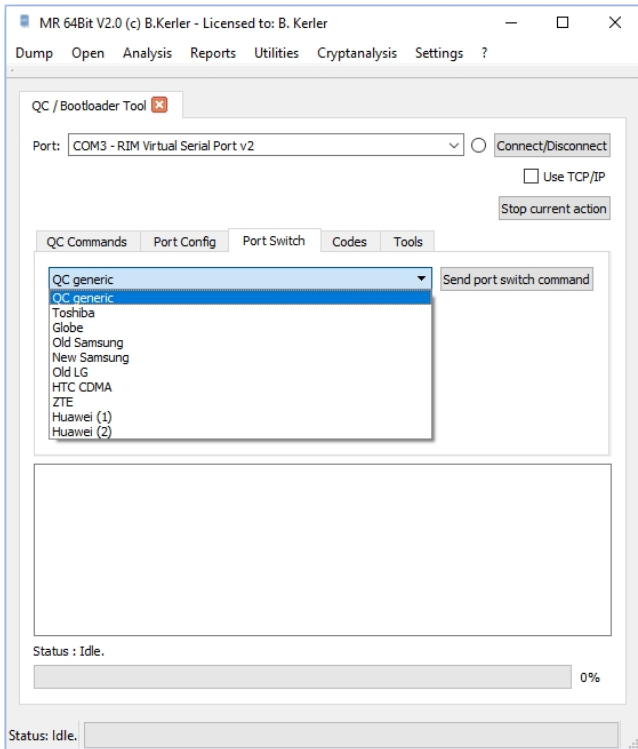 MR 64Bit V2.0 (c) B.Kerler - Licensed to: B. Kerler
Dump Open Analysis Reports Utilities Cryptanalysis Settings ?
QC / Bootloader Tool
Port: COM3 - RIM Virtual Serial Port v2 Connect/Disconnect
Use TCP/IP
Stop current action
QC Commands Port Config Port Switch Codes Tools
QC generic Send port switch command
QC generic
Toshiba
Globe
Old Samsung
New Samsung
Old LG
HTC CDMA
ZTE
Huawei (1)
Huawei (2)
Status : Idle.
0%
Status: Idle.